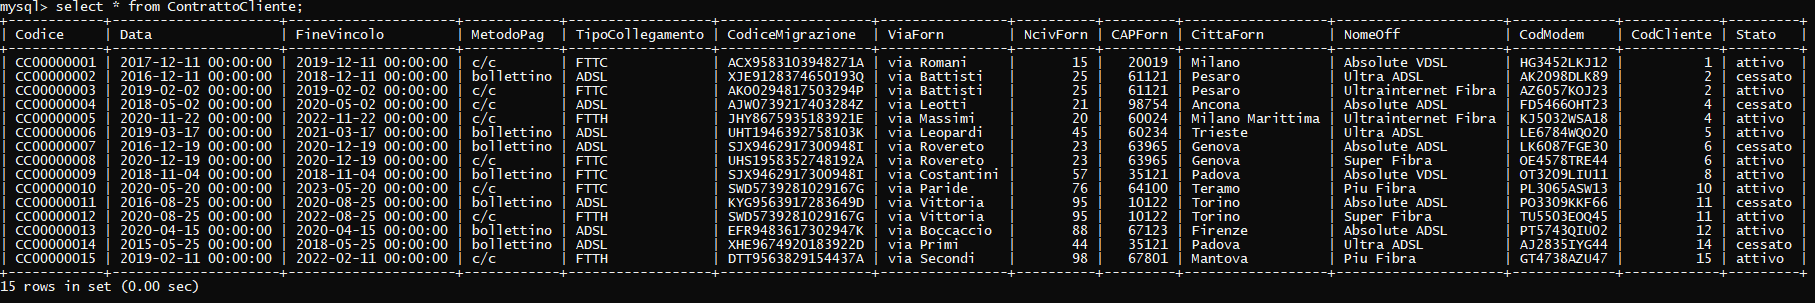 mysql> select * from ContrattoCliente;
+------------+---------------------+---------------------+------------+------------------+------------------+----------------+----------+---------+------------------+---------------------+--------------+------------+---------+
| Codice | Data | FineVincolo | MetodoPag | TipoCollegamento | CodiceMigrazione | ViaForn | NcivForn | CAPForn | CittaForn | NomeOff | CodModem | CodCliente | Stato |
+------------+---------------------+---------------------+------------+------------------+------------------+----------------+----------+---------+------------------+---------------------+--------------+------------+---------+
| CC00000001 | 2017-12-11 00:00:00 | 2019-12-11 00:00:00 | c/c | FTTC | ACX9583103948271A | via Romani | 15 | 20019 | Milano | Absolute VDSL | HG3452LKJ12 | 1 | attivo |
| CC00000002 | 2016-12-11 00:00:00 | 2018-12-11 00:00:00 | bollettino | ADSL | XJE9128374650193Q | via Battisti | 25 | 61121 | Pesaro | Ultra ADSL | AK2098DLK89 | 2 | cessato |
| CC00000003 | 2019-02-02 00:00:00 | 2019-02-02 00:00:00 | c/c | FTTC | AKO0294817503294P | via Battisti | 25 | 61121 | Pesaro | Ultrainternet Fibra | AZ6057KOJ23 | 2 | attivo |
| CC00000004 | 2018-05-02 00:00:00 | 2020-05-02 00:00:00 | c/c | ADSL | AJW0739217403284Z | via Leotti | 21 | 98754 | Ancona | Absolute ADSL | FD5466OHT23 | 4 | cessato |
| CC00000005 | 2020-11-22 00:00:00 | 2022-11-22 00:00:00 | c/c | FTTH | JHY8675935183921E | via Massimi | 20 | 60024 | Milano Marittima | Ultrainternet Fibra | KJ5032WSA18 | 4 | attivo |
| CC00000006 | 2019-03-17 00:00:00 | 2021-03-17 00:00:00 | bollettino | ADSL | UHT1946392758103K | via Leopardi | 45 | 60234 | Trieste | Ultra ADSL | LE6784WQO20 | 5 | attivo |
| CC00000007 | 2016-12-19 00:00:00 | 2020-12-19 00:00:00 | bollettino | ADSL | SJX9462917300948I | via Rovereto | 23 | 63965 | Genova | Absolute ADSL | LK6087FGE30 | 6 | cessato |
| CC00000008 | 2020-12-19 00:00:00 | 2020-12-19 00:00:00 | c/c | FTTC | UHS1958352748192A | via Rovereto | 23 | 63965 | Genova | Super Fibra | OE4578TRE44 | 6 | attivo |
| CC00000009 | 2018-11-04 00:00:00 | 2018-11-04 00:00:00 | bollettino | FTTC | SJX9462917300948I | via Costantini | 57 | 35121 | Padova | Absolute VDSL | OT3209LIU11 | 8 | attivo |
| CC00000010 | 2020-05-20 00:00:00 | 2023-05-20 00:00:00 | c/c | FTTC | SWD5739281029167G | via Paride | 76 | 64100 | Teramo | Piu Fibra | PL3065ASW13 | 10 | attivo |
| CC00000011 | 2016-08-25 00:00:00 | 2020-08-25 00:00:00 | bollettino | ADSL | KYG9563917283649D | via Vittoria | 95 | 10122 | Torino | Absolute ADSL | PO3309KKF66 | 11 | cessato |
| CC00000012 | 2020-08-25 00:00:00 | 2022-08-25 00:00:00 | c/c | FTTH | SWD5739281029167G | via Vittoria | 95 | 10122 | Torino | Super Fibra | TU5503EOQ45 | 11 | attivo |
| CC00000013 | 2020-04-15 00:00:00 | 2020-04-15 00:00:00 | bollettino | ADSL | EFR9483617302947K | via Boccaccio | 88 | 67123 | Firenze | Absolute ADSL | PT5743QIU02 | 12 | attivo |
| CC00000014 | 2015-05-25 00:00:00 | 2018-05-25 00:00:00 | bollettino | ADSL | XHE9674920183922D | via Primi | 44 | 35121 | Padova | Ultra ADSL | AJ2835IYG44 | 14 | cessato |
| CC00000015 | 2019-02-11 00:00:00 | 2022-02-11 00:00:00 | c/c | FTTH | DTT9563829154437A | via Secondi | 98 | 67801 | Mantova | Piu Fibra | GT4738AZU47 | 15 | attivo |
+------------+---------------------+---------------------+------------+------------------+------------------+----------------+----------+---------+------------------+---------------------+--------------+------------+---------+
15 rows in set (0.00 sec)